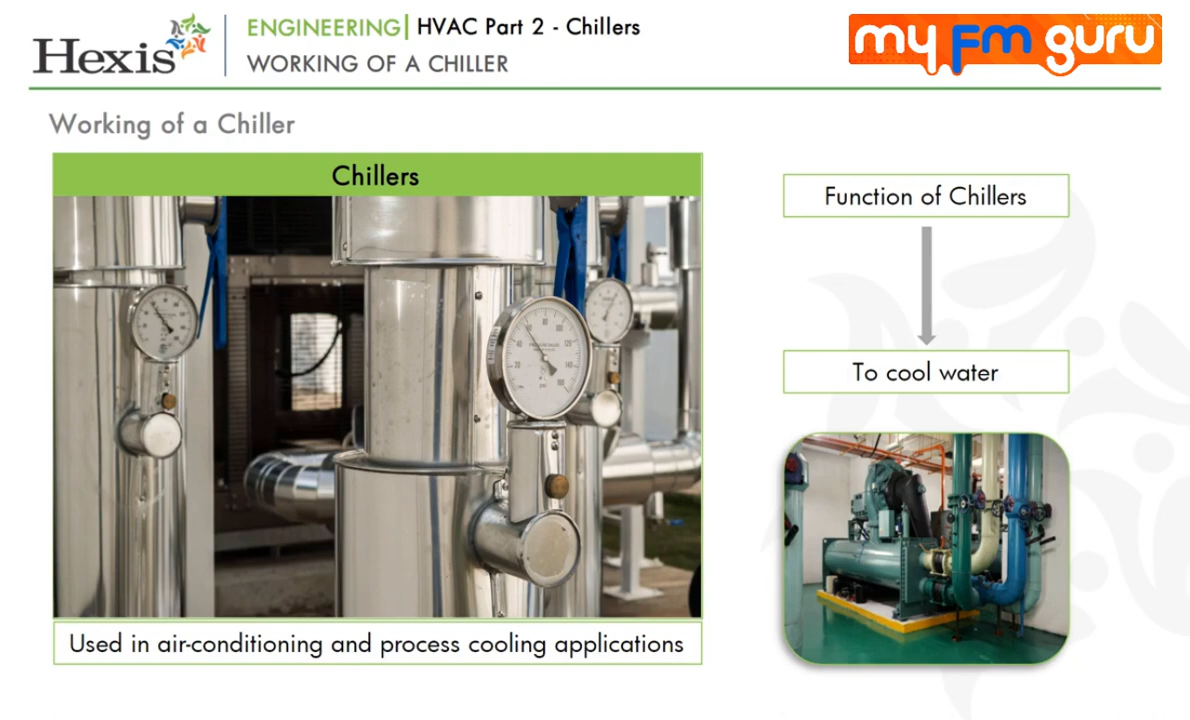 Hexis
ENGINEERING| HVAC Part 2 - Chillers
WORKING OF A CHILLER
my Fm guru
Working of a Chiller
Chillers
Function of Chillers
To cool water
Used in air-conditioning and process cooling applications